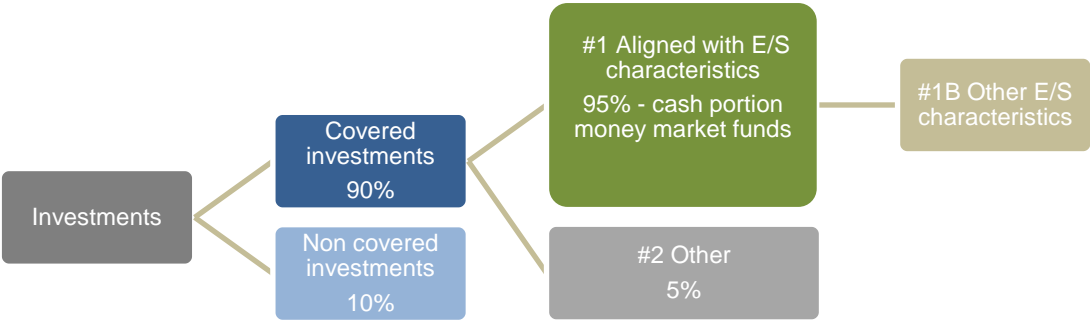 Investments
Covered
investments
90%
Non covered
investments
10%
#1 Aligned with E/S
characteristics
95% - cash portion
money market funds
#2 Other
5%
#1B Other E/S
characteristics